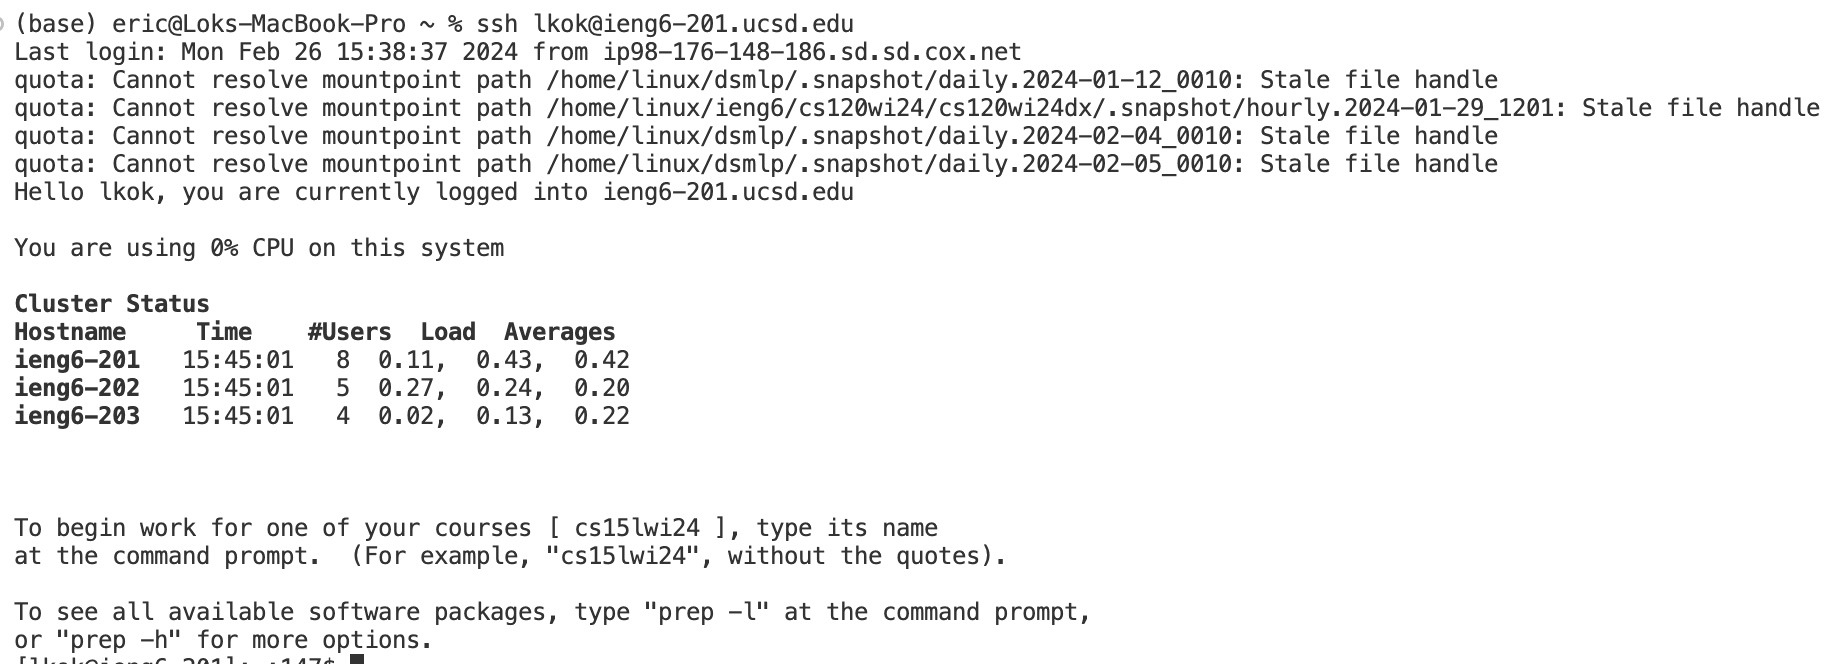 (base) eric@Loks-MacBook-Pro ~ % ssh lkok@ieng6-201.ucsd.edu
Last login: Mon Feb 26 15:38:37 2024 from ip98-176-148-186.sd.sd.cox.net
quota: Cannot resolve mountpoint path /home/linux/dsmlp/.snapshot/daily.2024-01-12_0010: Stale file handle
quota: Cannot resolve mountpoint path /home/linux/ieng6/cs120wi24/cs120wi24dx/.snapshot/hourly.2024-01-29_1201: Stale file handle
quota: Cannot resolve mountpoint path /home/linux/dsmlp/.snapshot/daily.2024-02-04_0010: Stale file handle
quota: Cannot resolve mountpoint path /home/linux/dsmlp/.snapshot/daily.2024-02-05_0010: Stale file handle
Hello lkok, you are currently logged into ieng6-201.ucsd.edu
You are using 0% CPU on this system
Cluster Status
Hostname     Time    #Users  Load  Averages
ieng6-201   15:45:01   8  0.11,  0.43,  0.42
ieng6-202   15:45:01   5  0.27,  0.24,  0.20
ieng6-203   15:45:01   4  0.02,  0.13,  0.22
To begin work for one of your courses [ cs15lwi24 ], type its name
at the command prompt.  (For example, "cs15lwi24", without the quotes).
To see all available software packages, type "prep -l" at the command prompt,
or "prep -h" for more options.